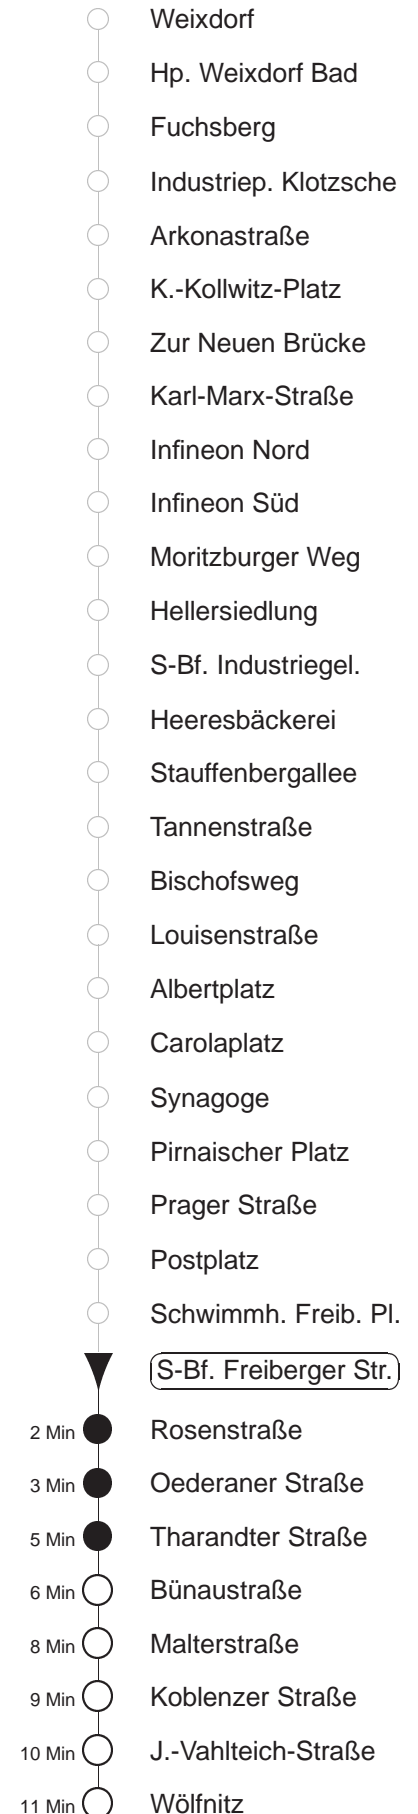 Weixdorf
Hp. Weixdorf Bad
Fuchsberg
Industriep. Klotzsche
Arkonastraße
K.-Kollwitz-Platz
Zur Neuen Brücke
Karl-Marx-Straße
Infineon Nord
Infineon Süd
Moritzburger Weg
Hellersiedlung
S-Bf. Industriegel.
Heeresbäckerei
Stauffenbergallee
Tannenstraße
Bischofsweg
Louisenstraße
Albertplatz
Carolaplatz
Synagoge
Pirnaischer Platz
Prager Straße
Postplatz
Schwimmh. Freib. Pl.
S-Bf. Freiberger Str.
2 Min Rosenstraße
3 Min Oederaner Straße
5 Min Tharandter Straße
6 Min Bünaustraße
8 Min Malterstraße
9 Min Koblenzer Straße
10 Min J.-Vahlteich-Straße
11 Min Wölfnitz